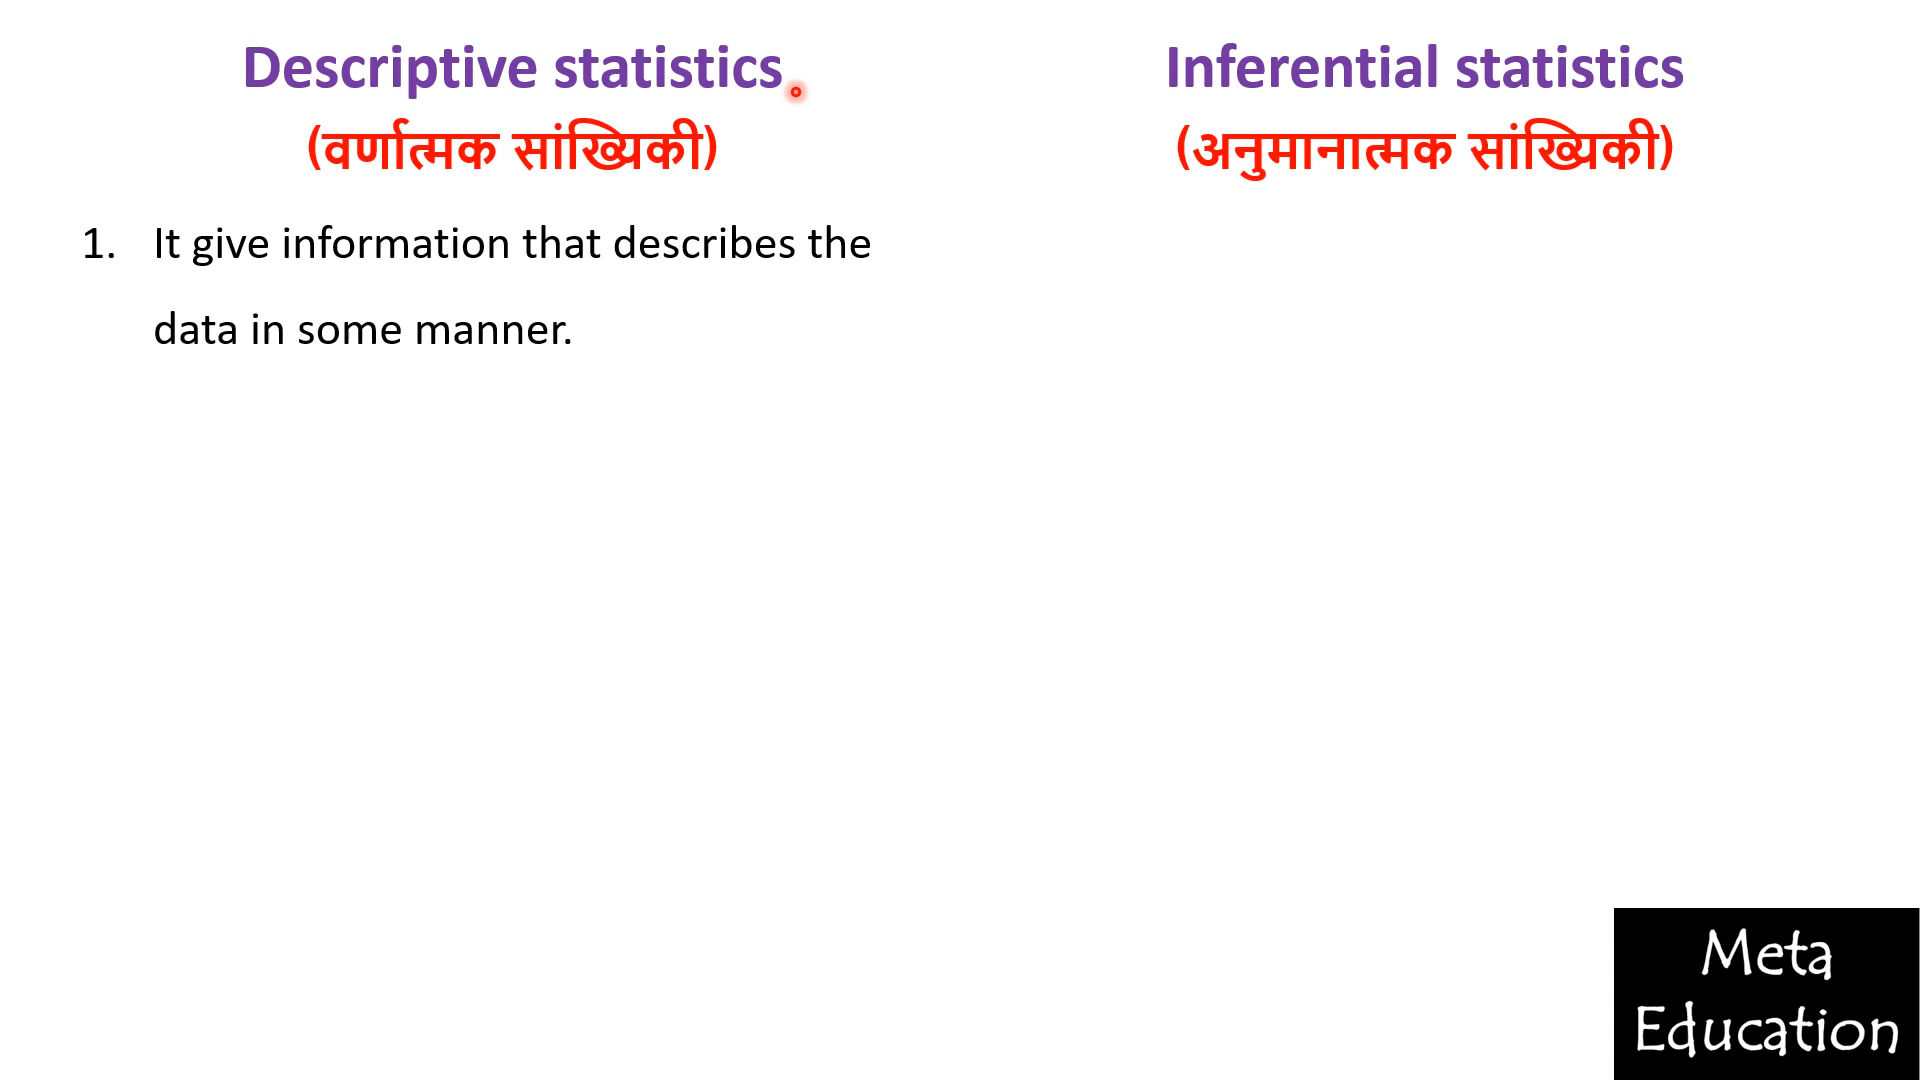 Descriptive statistics
(वर्णात्मक सांख्यिकी)
1. It give information that describes the
data in some manner.
Inferential statistics
(अनुमानात्मक सांख्यिकी)
Meta
Education